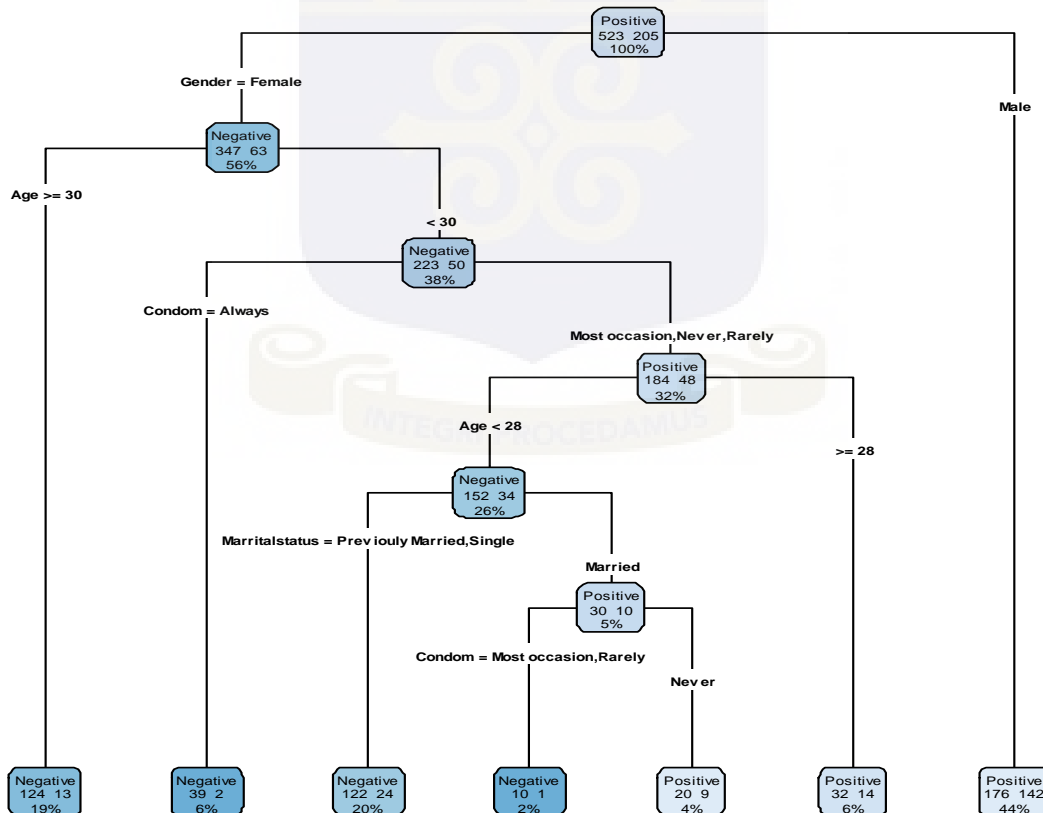 Positive
523 205
100%
Gender = Female
Male
Negative
347 63
56%
Age >= 30
< 30
Negative
223 50
38%
Condom = Always
Most occasion,Never,Rarely
Positive
184 48
32%
INTEGRI PROCEDAMUS
Age < 28
>= 28
Negative
152 34
26%
Marritalstatus = Previouly Married,Single
Married
Positive
30 10
5%
Condom = Most occasion,Rarely
Never
Negative
124 13
19%
Negative
39 2
6%
Negative
122 24
20%
Negative
10 1
2%
Positive
20 9
4%
Positive
32 14
6%
Positive
176 142
44%